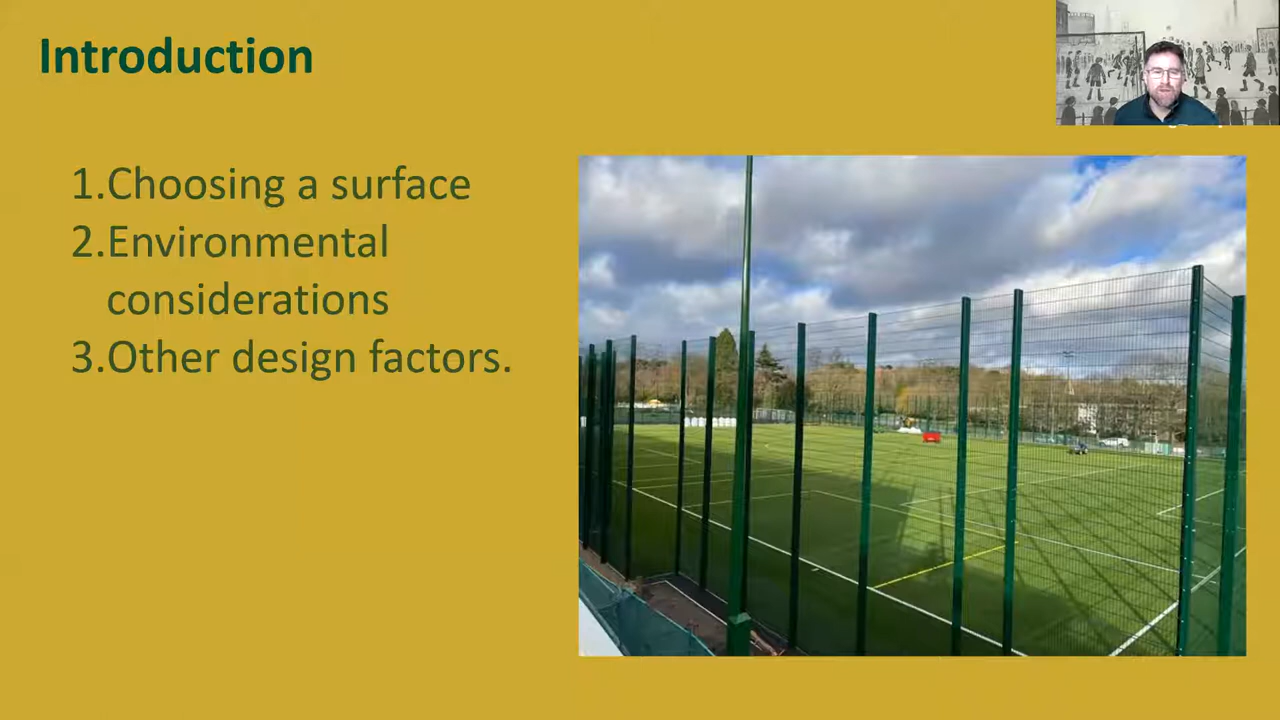 Introduction
1.Choosing a surface
2.Environmental
considerations
3.Other design factors.